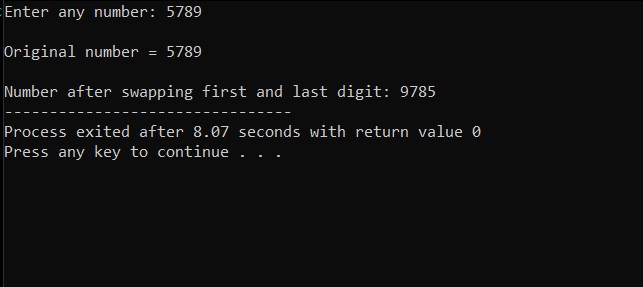 Enter any number: 5789
Original number = 5789
Number after swapping first and last digit: 9785
--------------------------------
Process exited after 8.07 seconds with return value 0
Press any key to continue . . .